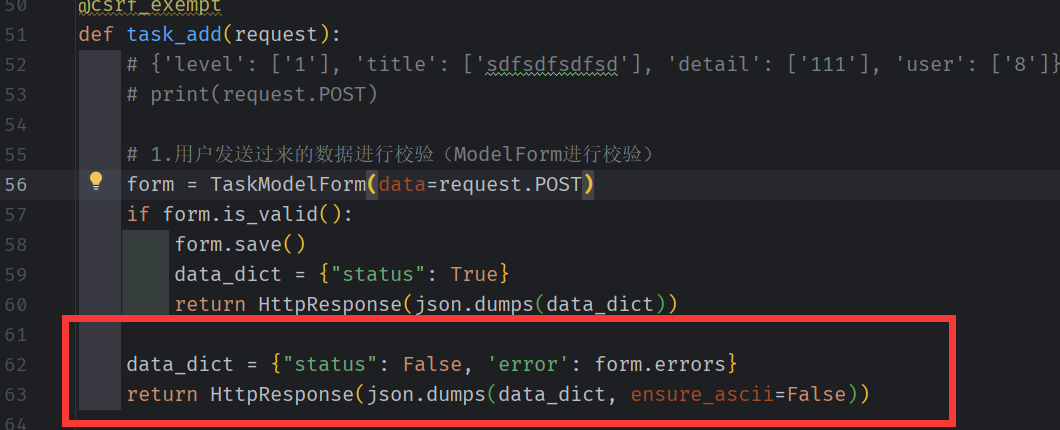 50 @csrf_exempt
51 def task_add(request):
52 # {'level': ['1'], 'title': ['sdfsdfsdfsd'], 'detail': ['111'], 'user': ['8']}
53 # print(request.POST)
54
55 # 1.用户发送过来的数据进行校验（ModelForm进行校验）
56 form = TaskModelForm(data=request.POST)
57 if form.is_valid():
58 form.save()
59 data_dict = {"status": True}
60 return HttpResponse(json.dumps(data_dict))
61
62 data_dict = {"status": False, 'error': form.errors}
63 return HttpResponse(json.dumps(data_dict, ensure_ascii=False))
64